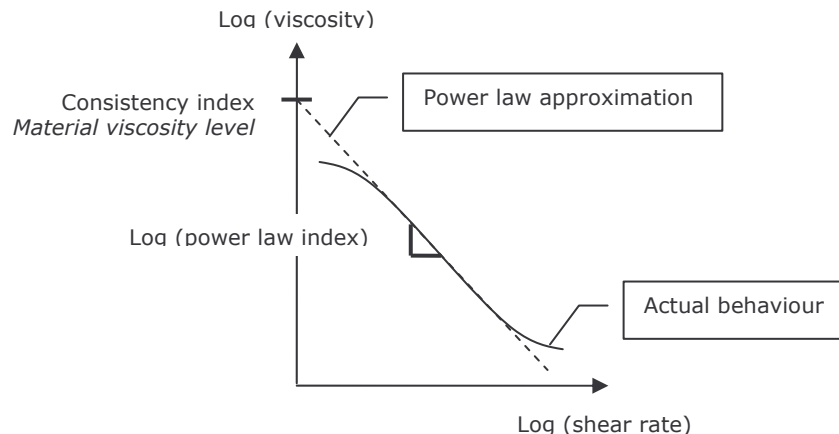 Log (viscosity)
Power law approximation
Consistency index
Material viscosity level
Log (power law index)
Actual behaviour
Log (shear rate)